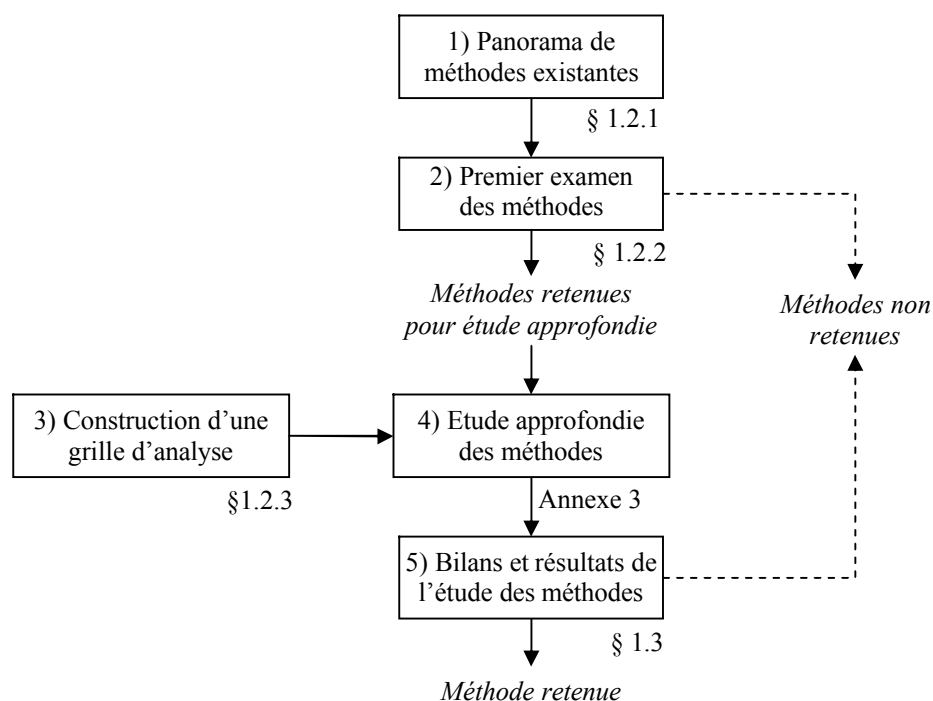 1) Panorama de
méthodes existantes
§ 1.2.1
2) Premier examen
des méthodes
§ 1.2.2
Méthodes retenues
pour étude approfondie
Méthodes non
retenues
3) Construction d’une
grille d’analyse
§1.2.3
4) Etude approfondie
des méthodes
Annexe 3
5) Bilans et résultats de
l’étude des méthodes
§ 1.3
Méthode retenue